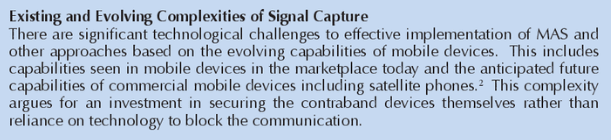 Existing and Evolving Complexities of Signal Capture
There are significant technological challenges to effective implementation of MAS and
other approaches based on the evolving capabilities of mobile devices. This includes
capabilities seen in mobile devices in the marketplace today and the anticipated future
capabilities of commercial mobile devices including satellite phones.² This complexity
argues for an investment in securing the contraband devices themselves rather than
reliance on technology to block the communication.